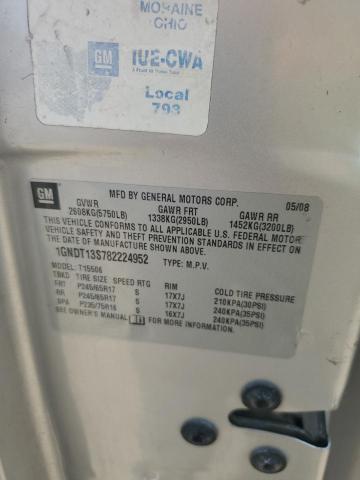 MORAINE
OHIO
GM
IUE-CWA
Local
798
GM
MFD BY GENERAL MOTORS CORP.
05/08
GVWR GAWR FRT GAWR RR
2608KG(5750LB) 1338KG(2950LB) 1452KG(3200LB)
THIS VEHICLE CONFORMS TO ALL APPLICABLE U.S. FEDERAL MOTOR
VEHICLE SAFETY AND THEFT PREVENTION STANDARDS IN EFFECT
ON THE DATE OF MANUFACTURE SHOWN ABOVE.
1GNDT13S782224952 TYPE: M.P.V.
MODEL: T15506
TIRE SIZE SPEED RTG RIM COLD TIRE PRESSURE
FRT P245/65R17 S 17X7J 210KPA(30PSI)
RR P245/65R17 S 17X7J 240KPA(35PSI)
SPA P235/75R16 S 16X7J 240KPA(35PSI)
SEE OWNER'S MANUAL FOR MORE INFORMATION.